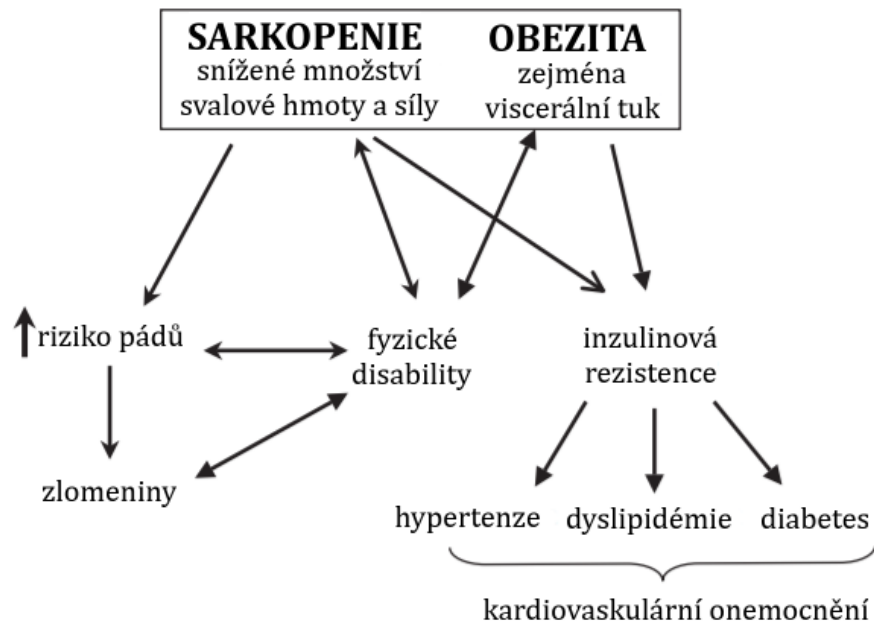 SARKOPENIE
snížené množství
svalové hmoty a síly
OBEZITA
zejména
viscerální tuk
riziko pádů
fyzické
disability
inzulinová
rezistence
zlomeniny
hypertenze
dyslipidémie
diabetes
kardiovaskulární onemocnění